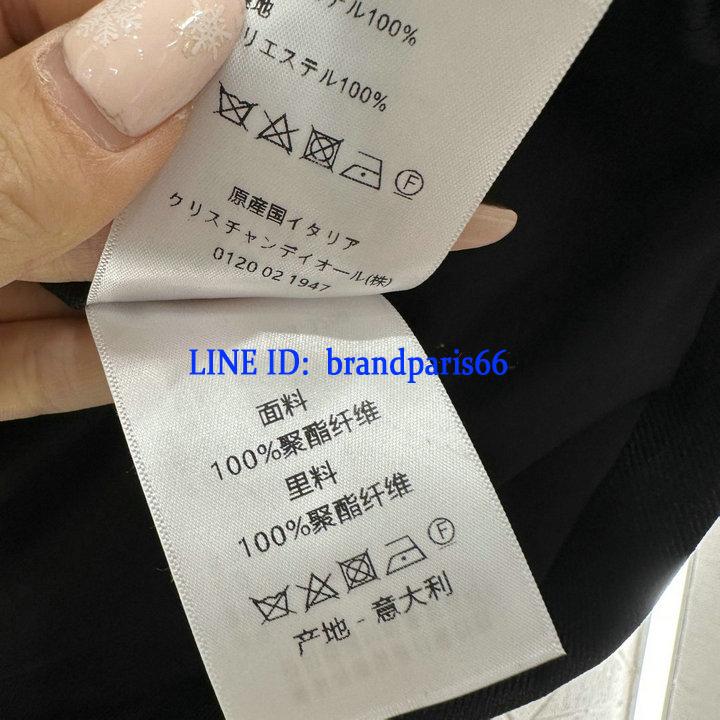 テル100%
地
リエステル100%
F
原産国イタリア
クリスチャンディオール(株)
0120 02 1947
LINE ID: brandparis66
面料
100%聚酯纤维
里料
100%聚酯纤维
F
产地 - 意大利